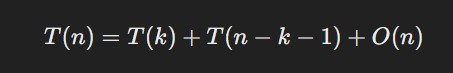 T(n) = T(k) + T(n − k − 1) + O(n)